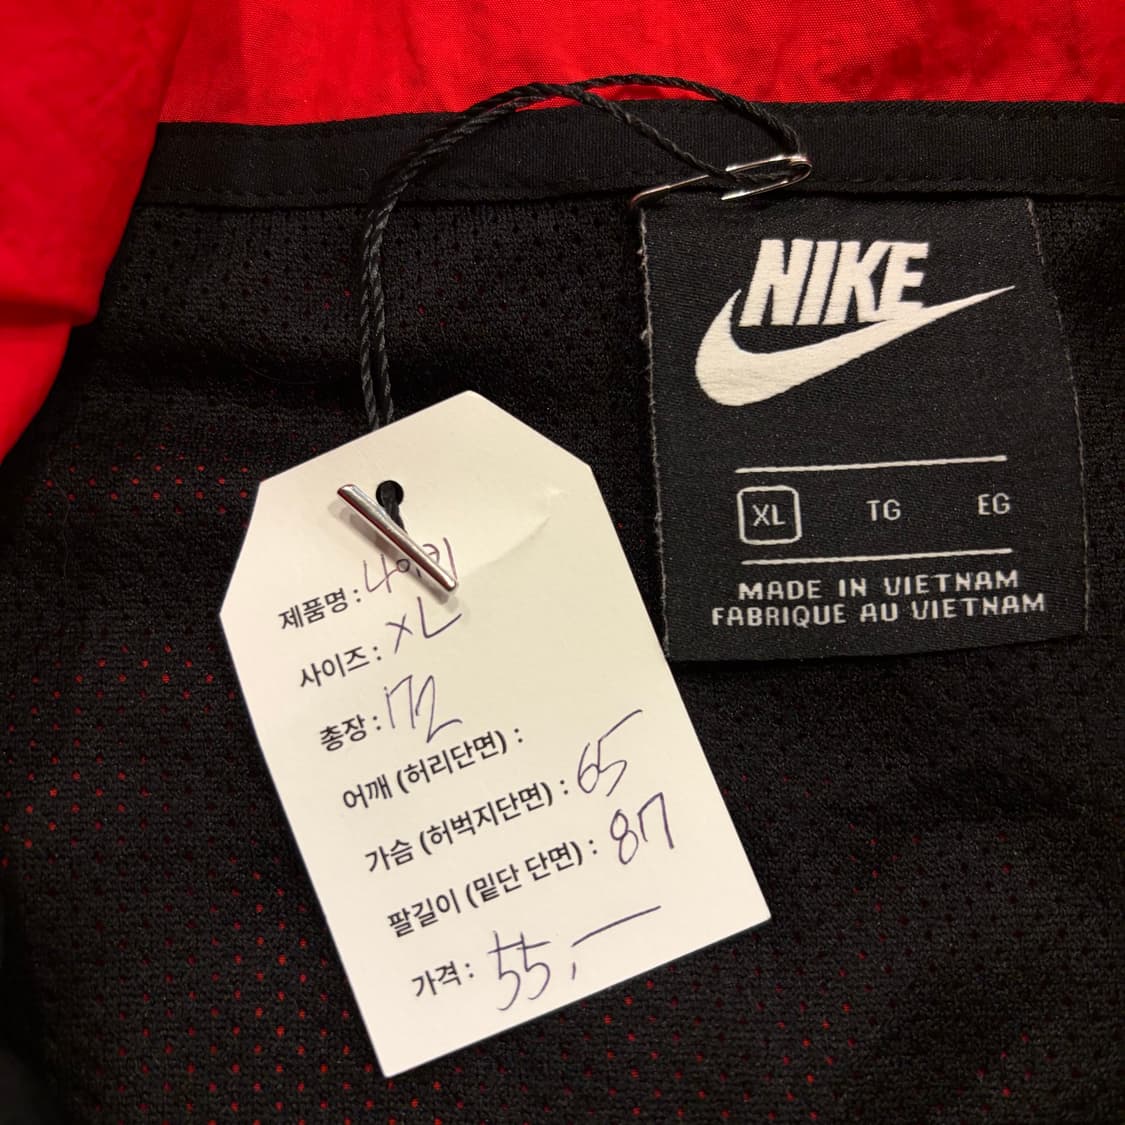 NIKE
XL TG EG
MADE IN VIETNAM
FABRIQUE AU VIETNAM
제품명 : 나이키
사이즈 : XL
총장 : 72
어깨 (허리단면) :
가슴 (허벅지단면) : 65
팔길이 (밑단 단면) : 87
가격 : 55,—